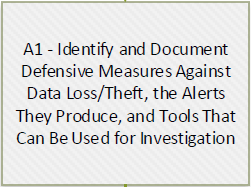 A1 - Identify and Document
Defensive Measures Against
Data Loss/Theft, the Alerts
They Produce, and Tools That
Can Be Used for Investigation